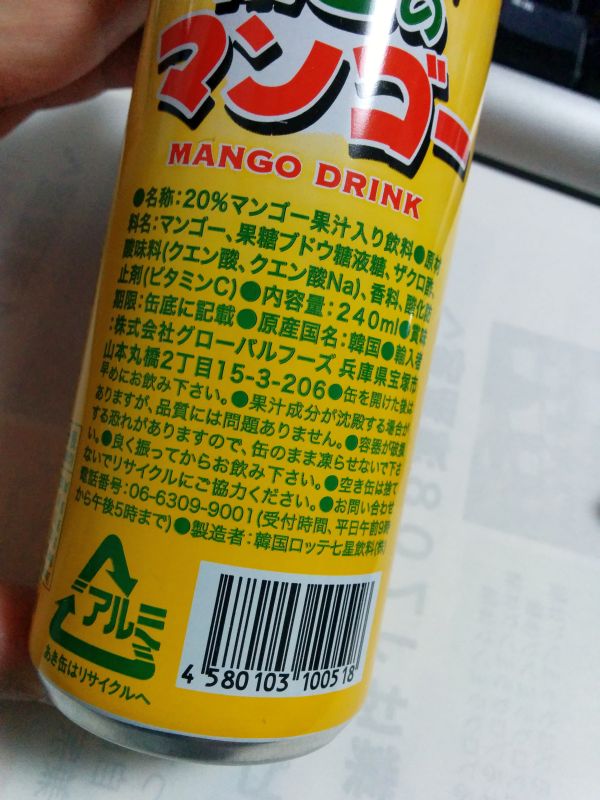 の
マンゴー
MANGO DRINK
●名称:20%マンゴー果汁入り飲料●原材
料名:マンゴー、果糖ブドウ糖液糖、ザクロ酢、
酸味料(クエン酸、クエン酸Na)、香料、酸化防
止剤(ビタミンC)●内容量:240ml●賞味
期限:缶底に記載●原産国名:韓国●輸入者
:株式会社グローバルフーズ 兵庫県宝塚市
山本丸橋2丁目15-3-206●缶を開けた後は
早めにお飲み下さい。●果汁成分が沈殿する場合が
ありますが、品質には問題ありません。●容器が破損
する恐れがありますので、缶のまま凍らせないで下さ
い。●良く振ってからお飲み下さい。●空き缶は捨て
ないでリサイクルにご協力ください。●お問い合わせ
電話番号:06-6309-9001(受付時間、平日午前9時
から午後5時まで)●製造者:韓国ロッテ七星飲料(株)
アルミ
あき缶はリサイクルへ
4 580103 100518